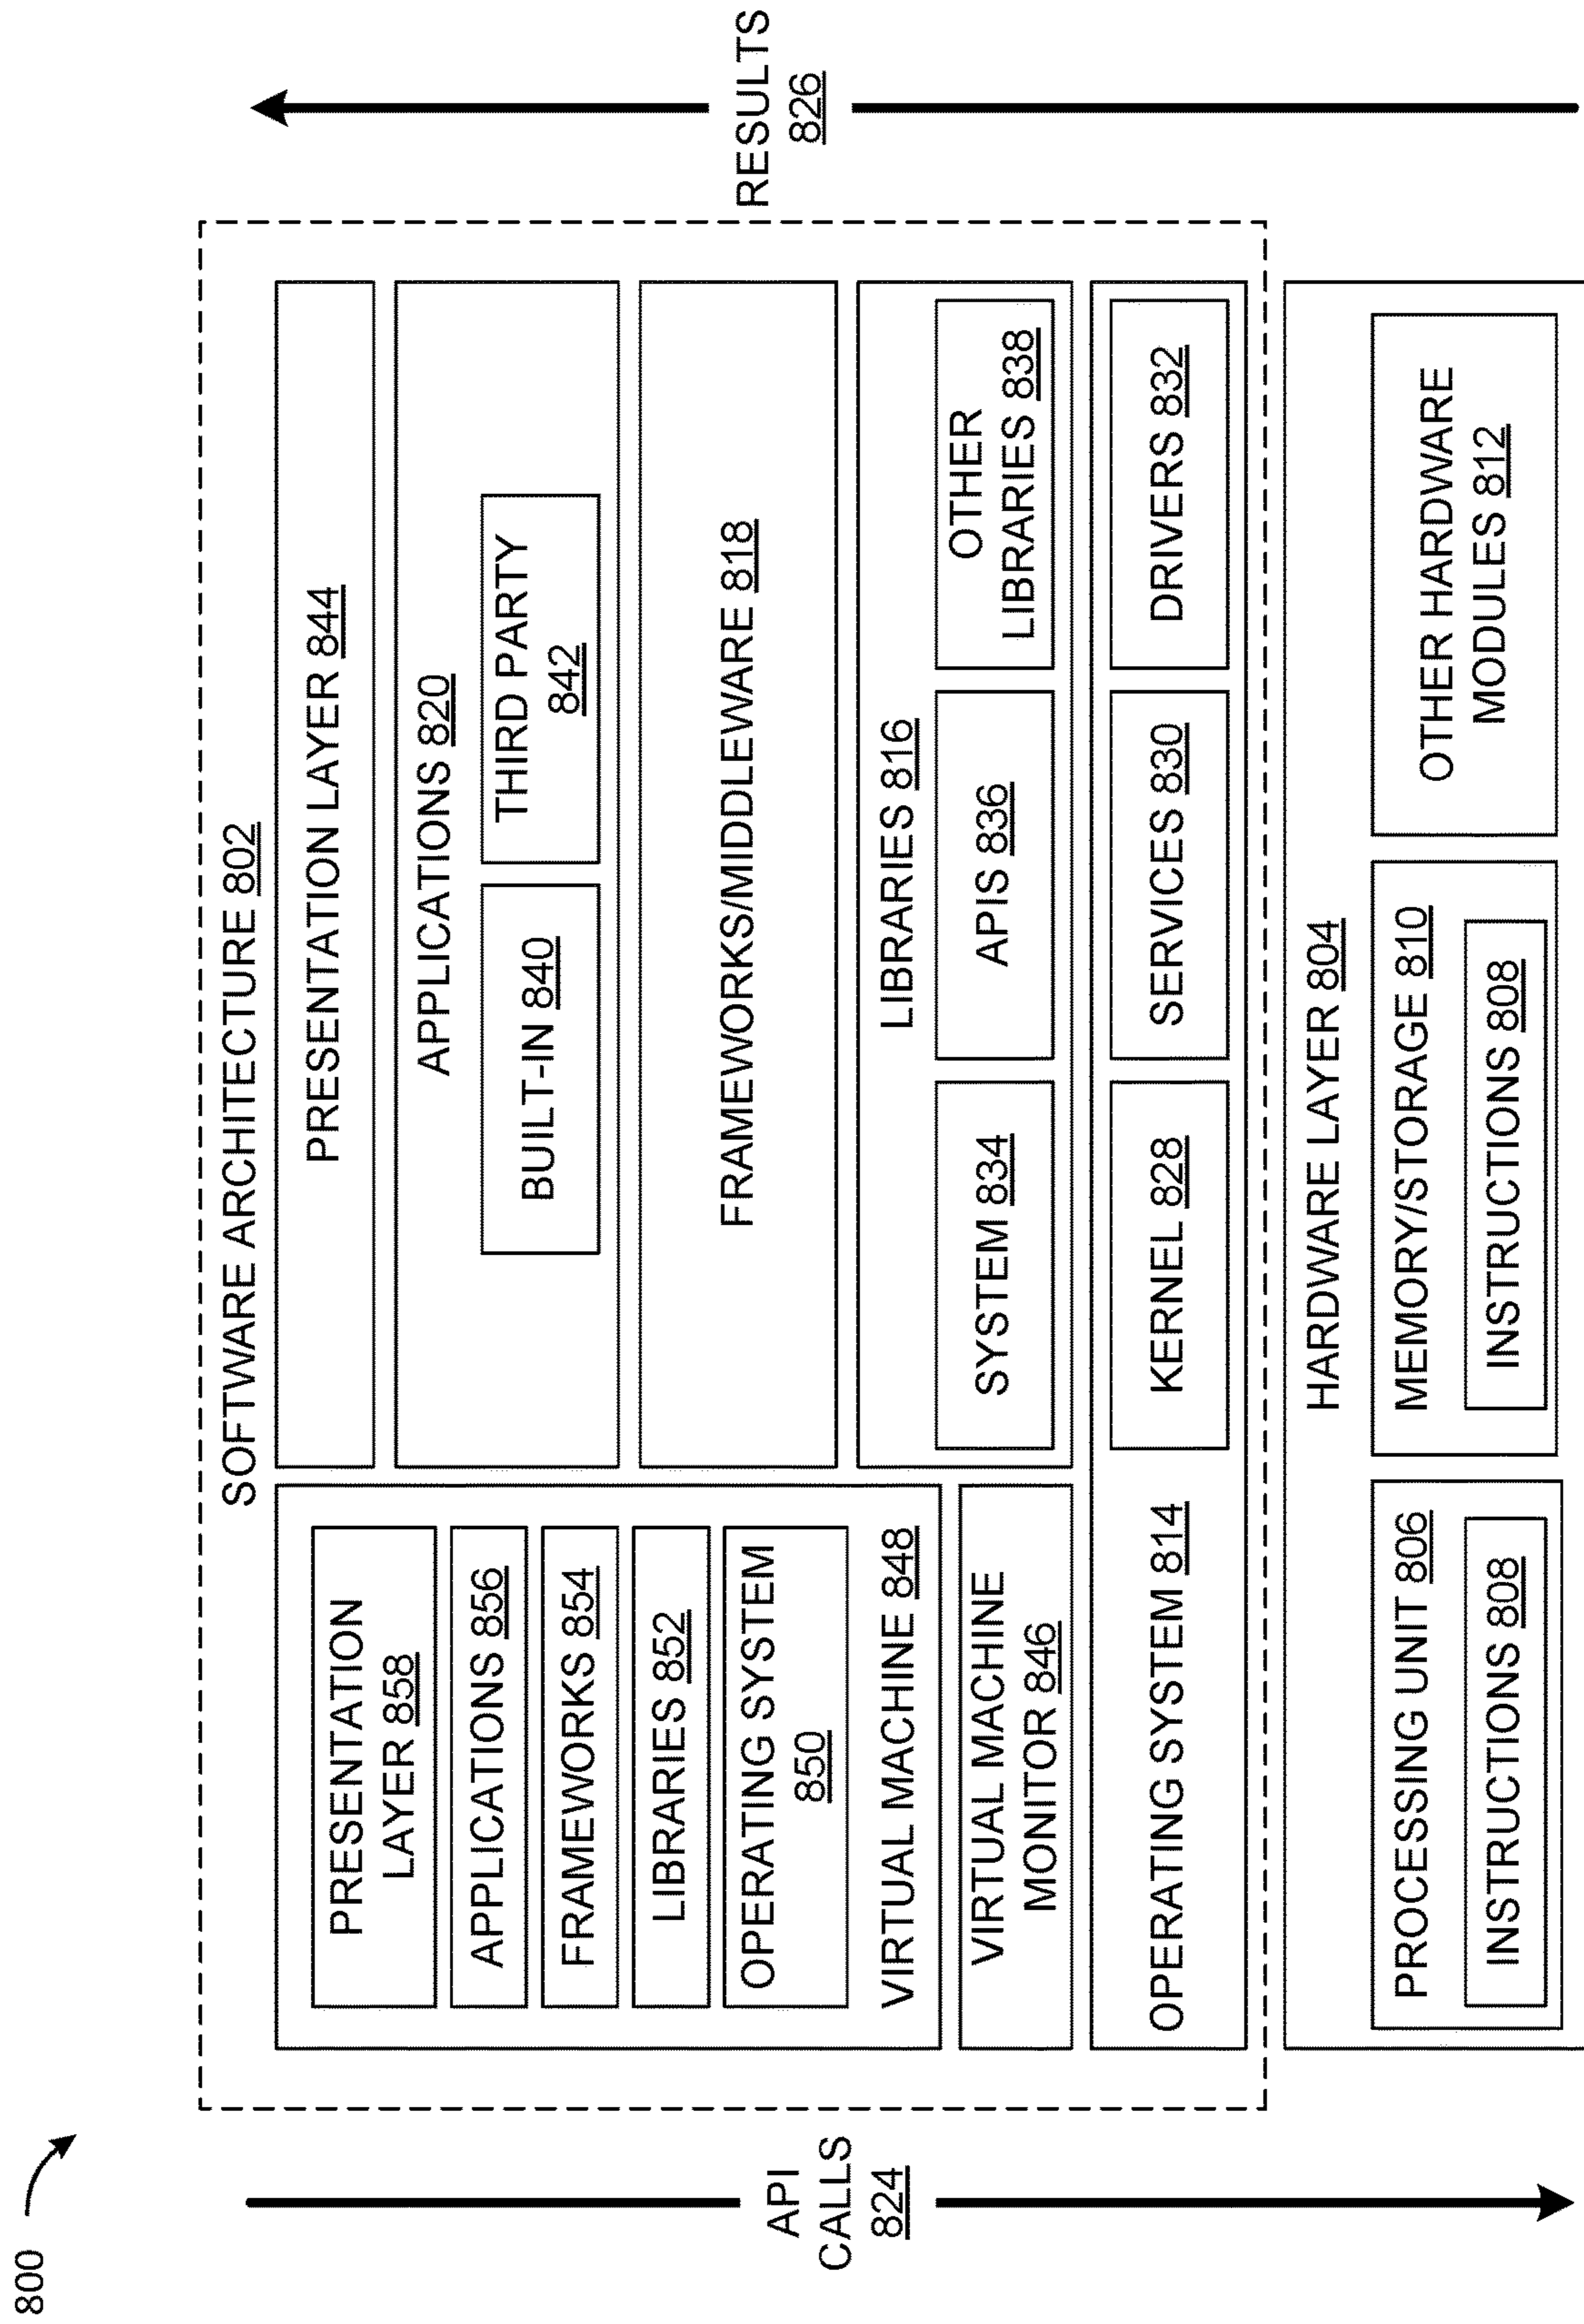 800
SOFTWARE ARCHITECTURE 802
PRESENTATION
LAYER 858
APPLICATIONS 856
FRAMEWORKS 854
LIBRARIES 852
OPERATING SYSTEM
850
VIRTUAL MACHINE 848
VIRTUAL MACHINE
MONITOR 846
PRESENTATION LAYER 844
APPLICATIONS 820
BUILT-IN 840
THIRD PARTY
842
FRAMEWORKS/MIDDLEWARE 818
LIBRARIES 816
SYSTEM 834
APIS 836
OTHER
LIBRARIES 838
OPERATING SYSTEM 814
KERNEL 828
SERVICES 830
DRIVERS 832
API
CALLS
824
RESULTS
826
HARDWARE LAYER 804
PROCESSING UNIT 806
INSTRUCTIONS 808
MEMORY/STORAGE 810
INSTRUCTIONS 808
OTHER HARDWARE
MODULES 812